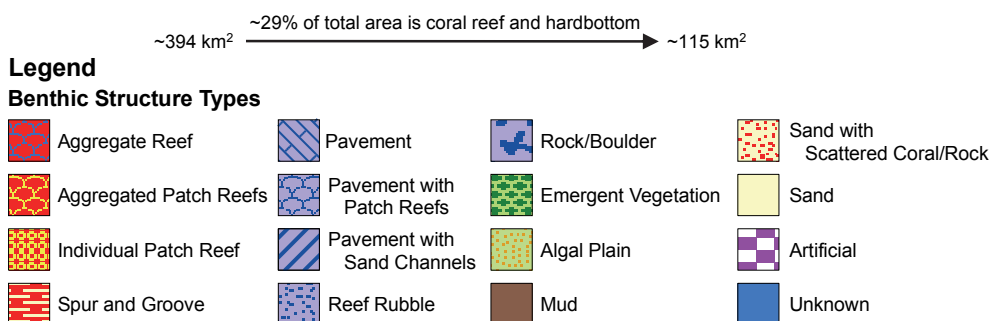 ~29% of total area is coral reef and hardbottom
~394 km²
~115 km²
Legend
Benthic Structure Types
Aggregate Reef
Pavement
Rock/Boulder
Sand with
Scattered Coral/Rock
Aggregated Patch Reefs
Pavement with
Patch Reefs
Emergent Vegetation
Sand
Individual Patch Reef
Pavement with
Sand Channels
Algal Plain
Artificial
Spur and Groove
Reef Rubble
Mud
Unknown